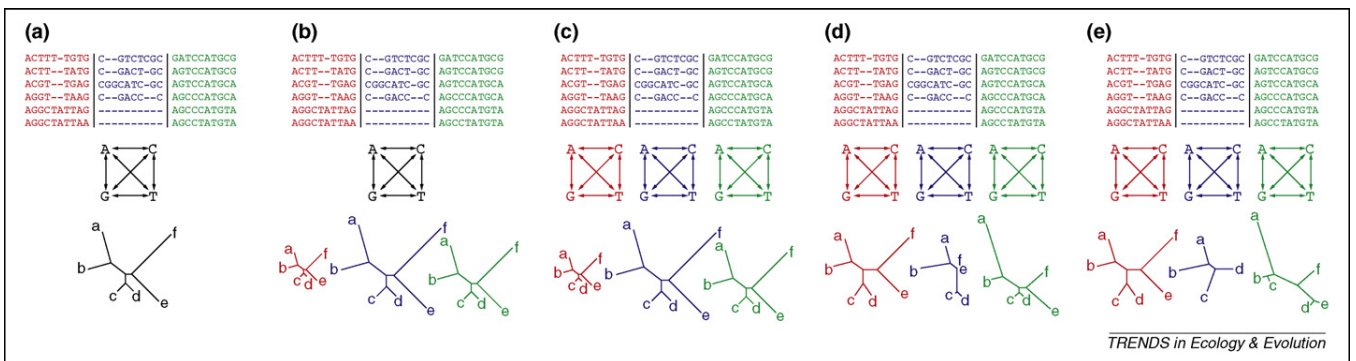 (a)
ACTTT-TGTG C--GTCTCGC GATCCATGCG
ACTT--TATG C--GACT-GC AGTCCATGCG
ACGT--TGAG CGGCATC-GC AGTCCATGCA
AGGT--TAAG C--GACC--C AGCCCATGCA
AGGCTATTAG ---------- AGCCCATGTA
AGGCTATTAA ---------- AGCCTATGTA
A C
G T
a
f
b
c d
e
(b)
ACTTT-TGTG C--GTCTCGC GATCCATGCG
ACTT--TATG C--GACT-GC AGTCCATGCG
ACGT--TGAG CGGCATC-GC AGTCCATGCA
AGGT--TAAG C--GACC--C AGCCCATGCA
AGGCTATTAG ---------- AGCCCATGTA
AGGCTATTAA ---------- AGCCTATGTA
A C
G T
a f b c d e
a f b c d e
a f b c d e
(c)
ACTTT-TGTG C--GTCTCGC GATCCATGCG
ACTT--TATG C--GACT-GC AGTCCATGCG
ACGT--TGAG CGGCATC-GC AGTCCATGCA
AGGT--TAAG C--GACC--C AGCCCATGCA
AGGCTATTAG ---------- AGCCCATGTA
AGGCTATTAA ---------- AGCCTATGTA
A C A C A C
G T G T G T
a f b c d e
a f b c d e
a f b c d e
(d)
ACTTT-TGTG C--GTCTCGC GATCCATGCG
ACTT--TATG C--GACT-GC AGTCCATGCG
ACGT--TGAG CGGCATC-GC AGTCCATGCA
AGGT--TAAG C--GACC--C AGCCCATGCA
AGGCTATTAG ---------- AGCCCATGTA
AGGCTATTAA ---------- AGCCTATGTA
A C A C A C
G T G T G T
a f b c d e
a f b e c d
a f b c d e
(e)
ACTTT-TGTG C--GTCTCGC GATCCATGCG
ACTT--TATG C--GACT-GC AGTCCATGCG
ACGT--TGAG CGGCATC-GC AGTCCATGCA
AGGT--TAAG C--GACC--C AGCCCATGCA
AGGCTATTAG ---------- AGCCCATGTA
AGGCTATTAA ---------- AGCCTATGTA
A C A C A C
G T G T G T
a f b c d e
a b d c
a f b c d e
TRENDS in Ecology & Evolution